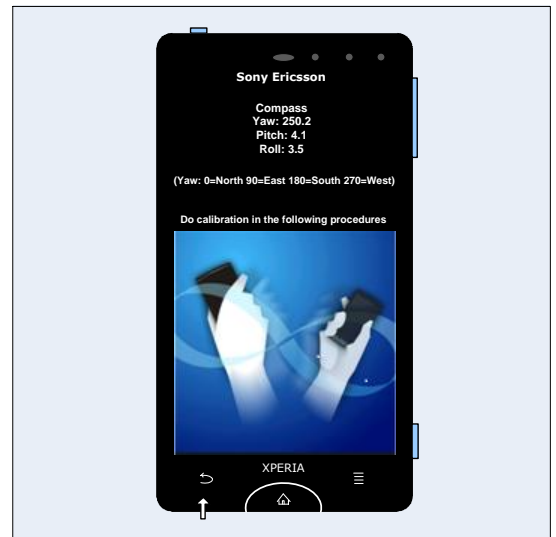 Sony Ericsson
Compass
Yaw: 250.2
Pitch: 4.1
Roll: 3.5
(Yaw: 0=North 90=East 180=South 270=West)
Do calibration in the following procedures
XPERIA